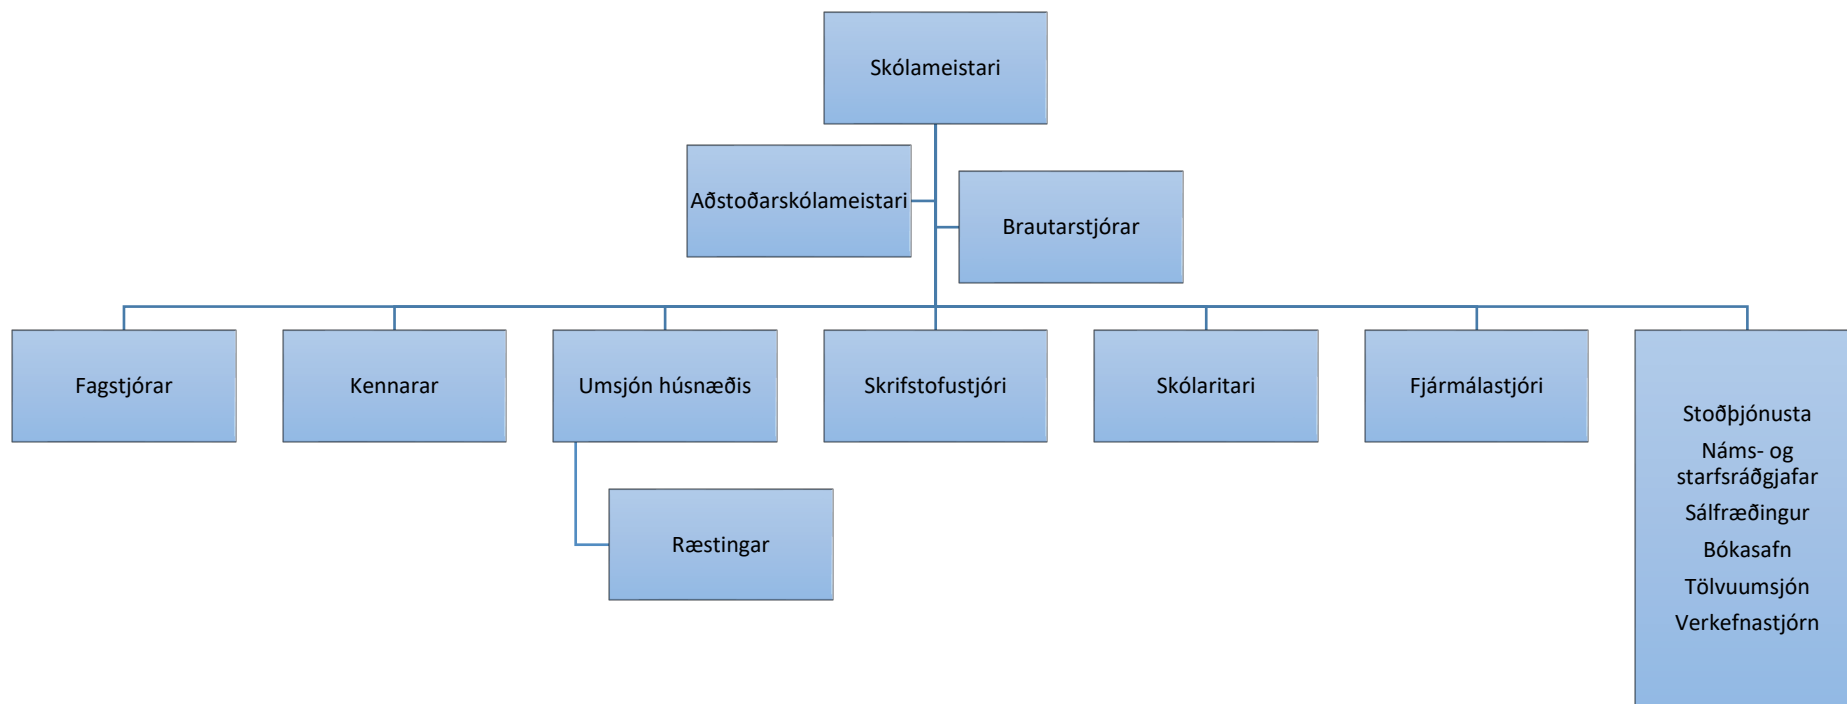 Skólameistari
Aðstoðarskólameistari
Brautarstjórar
Fagstjórar
Kennarar
Umsjón húsnæðis
Skrifstofustjóri
Skólaritari
Fjármálastjóri
Stoðþjónusta
Náms- og
starfsráðgjafar
Sálfræðingur
Bókasafn
Tölvuumsjón
Verkefnastjórn
Ræstingar